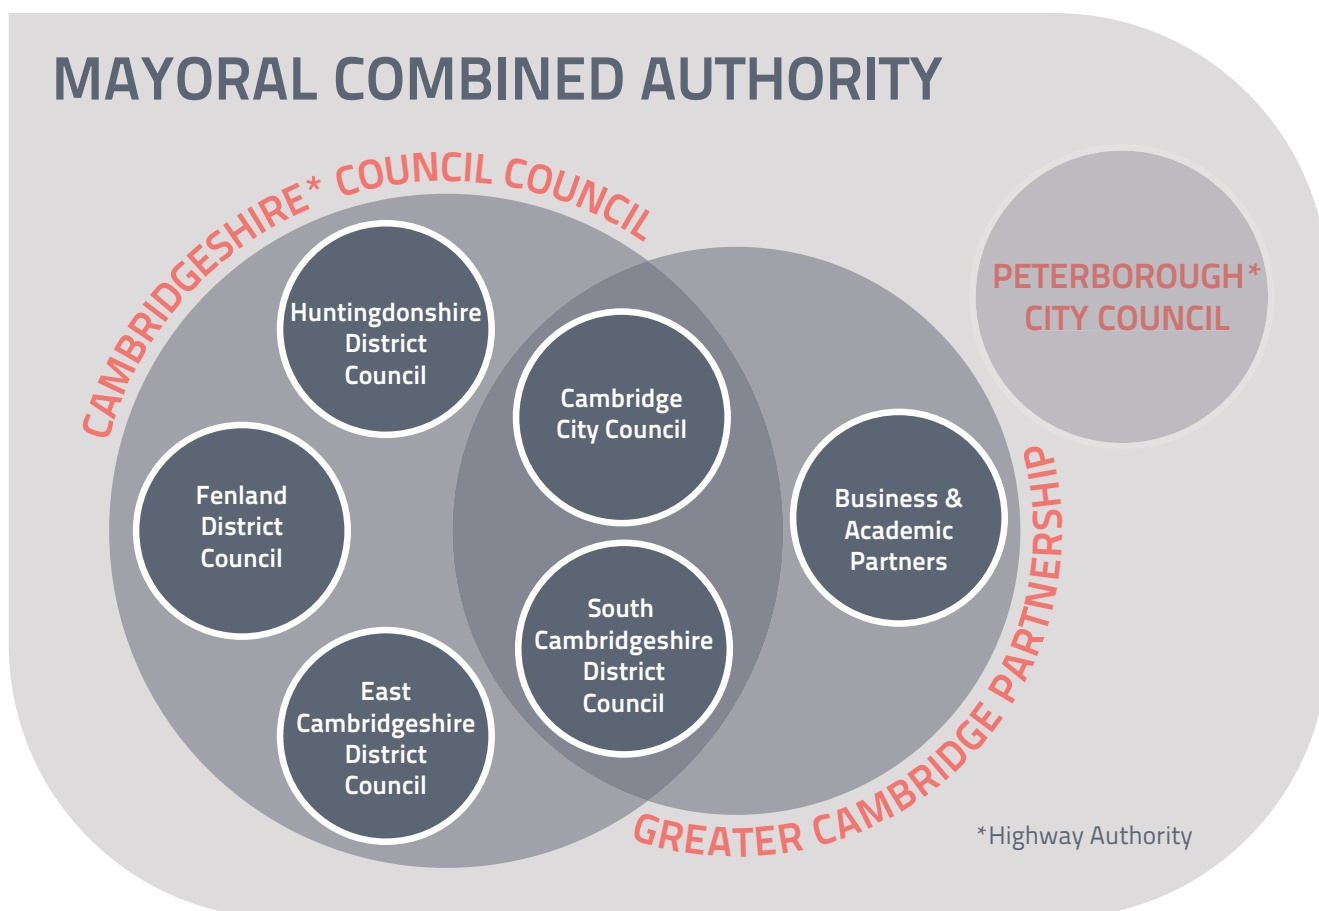 MAYORAL COMBINED AUTHORITY
CAMBRIDGESHIRE* COUNCIL COUNCIL
PETERBOROUGH*
CITY COUNCIL
Huntingdonshire
District
Council
Cambridge
City Council
Fenland
District
Council
Business &
Academic
Partners
South
Cambridgeshire
District
Council
East
Cambridgeshire
District
Council
GREATER CAMBRIDGE PARTNERSHIP
*Highway Authority